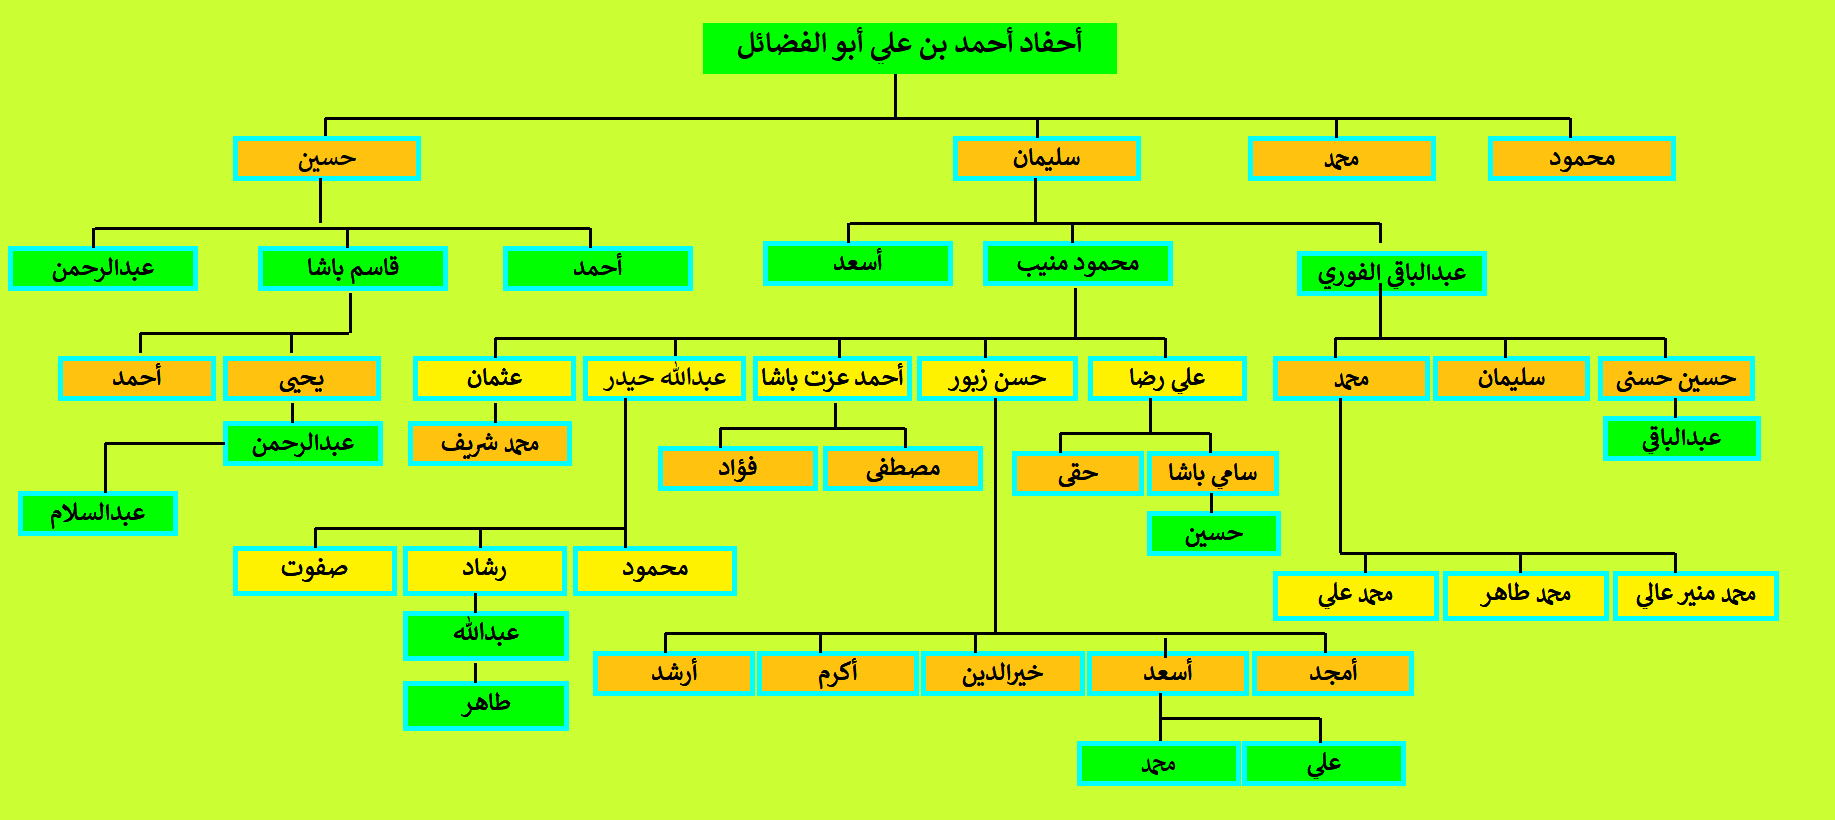 أحفاد أحمد بن علي أبو الفضائل
محمود
محمد
سليمان
حسين
عبدالباقي الفوري
محمود منيب
أسعد
أحمد
قاسم باشا
عبدالرحمن
حسين حسنى
سليمان
محمد
علي رضا
حسن زيور
أحمد عزت باشا
عبدالله حيدر
عثمان
يحيى
أحمد
عبدالباقي
سامي باشا
حقى
مصطفى
فؤاد
محمد شريف
عبدالرحمن
حسين
عبدالسلام
محمد منير عالي
محمد طاهر
محمد علي
محمود
رشاد
صفوت
عبدالله
أمجد
أسعد
خيرالدين
أكرم
أرشد
طاهر
علي
محمد